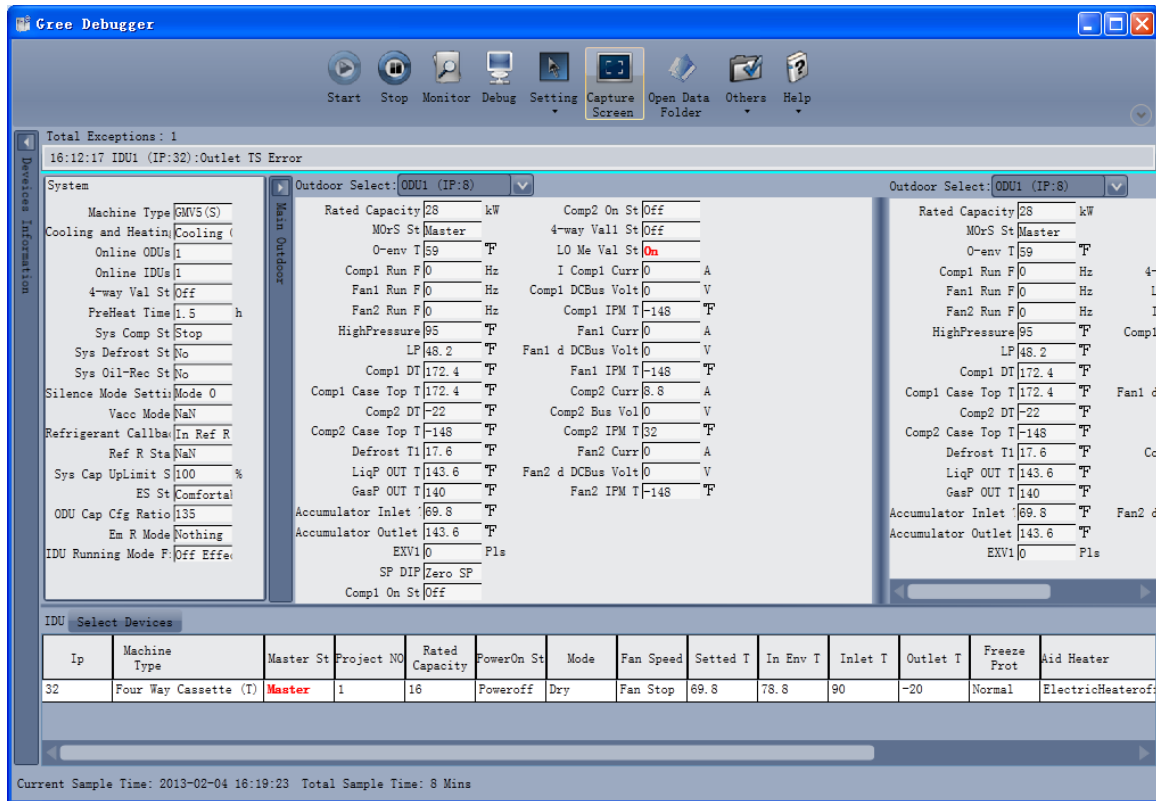 Gree Debugger
Start Stop Monitor Debug Setting Capture Screen Open Data Folder Others Help
Total Exceptions: 1
16:12:17 IDU1 (IP:32):Outlet TS Error
Deveices Information
System
Machine Type GMV5(S)
Cooling and Heatin Cooling (
Online ODUs 1
Online IDUs 1
4-way Val St Off
PreHeat Time 1.5 h
Sys Comp St Stop
Sys Defrost St No
Sys Oil-Rec St No
Silence Mode Setti Mode 0
Vacc Mode NaN
Refrigerant Callba In Ref R
Ref R Sta NaN
Sys Cap UpLimit S 100 %
ES St Comforta
ODU Cap Cfg Ratio 135
Em R Mode Nothing
IDU Running Mode F: Off Effe
Main Outdoor
Outdoor Select: ODU1 (IP:8)
Rated Capacity 28 kW
MOrS St Master
O-env T 59 ℉
Comp1 Run F 0 Hz
Fan1 Run F 0 Hz
Fan2 Run F 0 Hz
HighPressure 95 ℉
LP 48.2 ℉
Comp1 DT 172.4 ℉
Comp1 Case Top T 172.4 ℉
Comp2 DT -22 ℉
Comp2 Case Top T -148 ℉
Defrost T1 17.6 ℉
LiqP OUT T 143.6 ℉
GasP OUT T 140 ℉
Accumulator Inlet 69.8 ℉
Accumulator Outlet 143.6 ℉
EXV1 0 Pls
SP DIP Zero SP
Comp1 On St Off
Comp2 On St Off
4-way Val1 St Off
LO Me Val St On
I Comp1 Curr 0 A
Comp1 DCBus Volt 0 V
Comp1 IPM T -148 ℉
Fan1 Curr 0 A
Fan1 d DCBus Volt 0 V
Fan1 IPM T -148 ℉
Comp2 Curr 8.8 A
Comp2 Bus Vol 0 V
Comp2 IPM T 32 ℉
Fan2 Curr 0 A
Fan2 d DCBus Volt 0 V
Fan2 IPM T -148 ℉
Outdoor Select: ODU1 (IP:8)
Rated Capacity 28 kW
MOrS St Master
O-env T 59 ℉
Comp1 Run F 0 Hz 4-
Fan1 Run F 0 Hz L
Fan2 Run F 0 Hz I
HighPressure 95 ℉ Comp1
LP 48.2 ℉
Comp1 DT 172.4 ℉
Comp1 Case Top T 172.4 ℉ Fan1 d
Comp2 DT -22 ℉
Comp2 Case Top T -148 ℉
Defrost T1 17.6 ℉ Co
LiqP OUT T 143.6 ℉
GasP OUT T 140 ℉
Accumulator Inlet 69.8 ℉ Fan2 d
Accumulator Outlet 143.6 ℉
EXV1 0 Pls
IDU Select Devices
Ip Machine Type Master St Project NO Rated Capacity PowerOn St Mode Fan Speed Setted T In Env T Inlet T Outlet T Freeze Prot Aid Heater
32 Four Way Cassette (T) Master 1 16 Poweroff Dry Fan Stop 69.8 78.8 90 -20 Normal ElectricHeaterof
Current Sample Time: 2013-02-04 16:19:23 Total Sample Time: 8 Mins